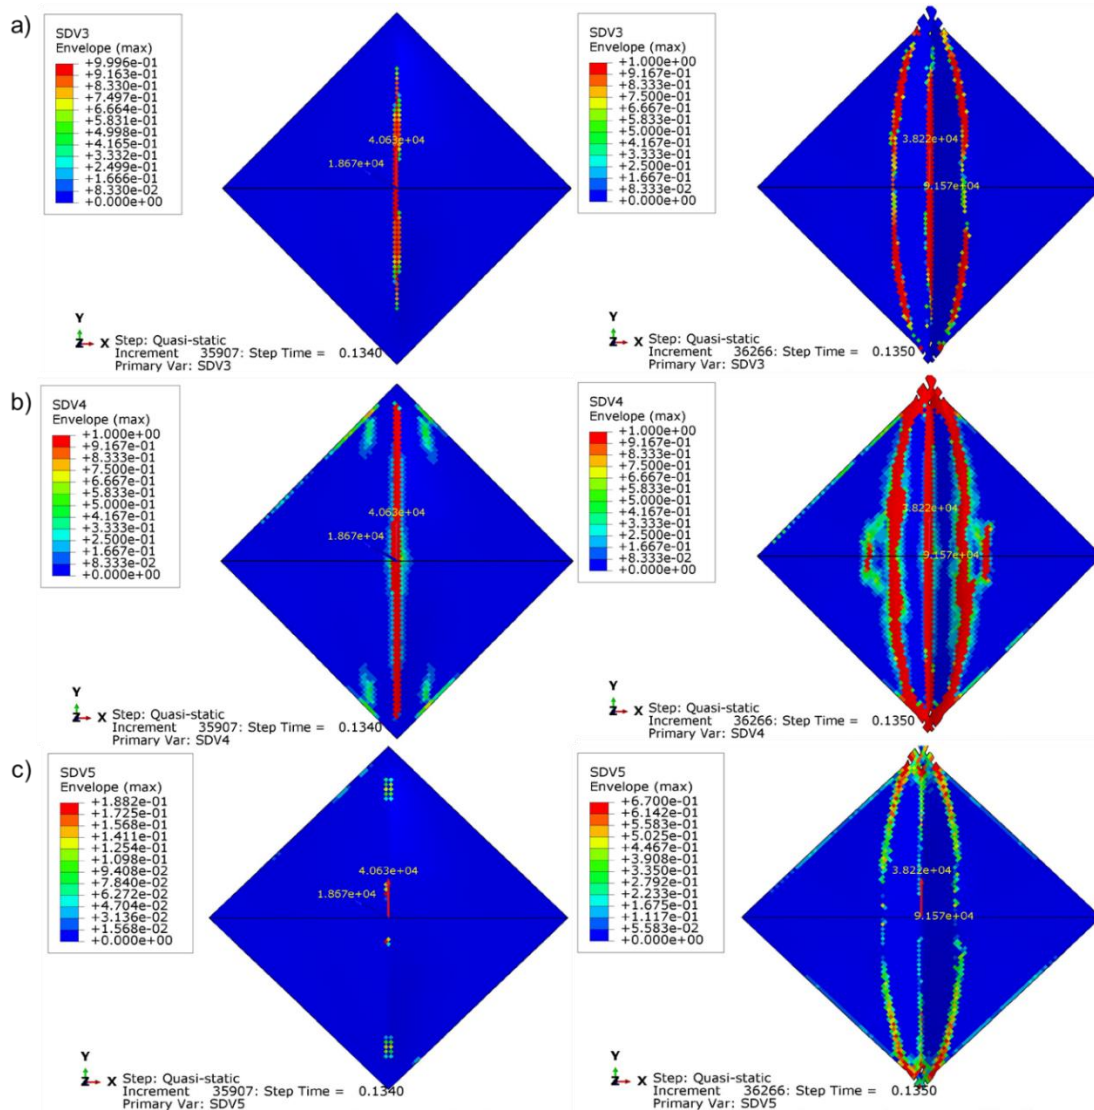 a)
SDV3
Envelope (max)
+9.996e-01
+9.163e-01
+8.330e-01
+7.497e-01
+6.664e-01
+5.831e-01
+4.998e-01
+4.165e-01
+3.332e-01
+2.499e-01
+1.666e-01
+8.330e-02
+0.000e+00
4.063e+04
1.867e+04
Y
Z X
Step: Quasi-static
Increment 35907: Step Time = 0.1340
Primary Var: SDV3
SDV3
Envelope (max)
+1.000e+00
+9.167e-01
+8.333e-01
+7.500e-01
+6.667e-01
+5.833e-01
+5.000e-01
+4.167e-01
+3.333e-01
+2.500e-01
+1.667e-01
+8.333e-02
+0.000e+00
3.822e+04
9.157e+04
Y
Z X
Step: Quasi-static
Increment 36266: Step Time = 0.1350
Primary Var: SDV3
b)
SDV4
Envelope (max)
+1.000e+00
+9.167e-01
+8.333e-01
+7.500e-01
+6.667e-01
+5.833e-01
+5.000e-01
+4.167e-01
+3.333e-01
+2.500e-01
+1.667e-01
+8.333e-02
+0.000e+00
4.063e+04
1.867e+04
Y
Z X
Step: Quasi-static
Increment 35907: Step Time = 0.1340
Primary Var: SDV4
SDV4
Envelope (max)
+1.000e+00
+9.167e-01
+8.333e-01
+7.500e-01
+6.667e-01
+5.833e-01
+5.000e-01
+4.167e-01
+3.333e-01
+2.500e-01
+1.667e-01
+8.333e-02
+0.000e+00
3.822e+04
9.157e+04
Y
Z X
Step: Quasi-static
Increment 36266: Step Time = 0.1350
Primary Var: SDV4
c)
SDV5
Envelope (max)
+1.882e-01
+1.725e-01
+1.568e-01
+1.411e-01
+1.254e-01
+1.098e-01
+9.408e-02
+7.840e-02
+6.272e-02
+4.704e-02
+3.136e-02
+1.568e-02
+0.000e+00
4.063e+04
1.867e+04
Y
Z X
Step: Quasi-static
Increment 35907: Step Time = 0.1340
Primary Var: SDV5
SDV5
Envelope (max)
+6.700e-01
+6.142e-01
+5.583e-01
+5.025e-01
+4.467e-01
+3.908e-01
+3.350e-01
+2.792e-01
+2.233e-01
+1.675e-01
+1.117e-01
+5.583e-02
+0.000e+00
3.822e+04
9.157e+04
Y
Z X
Step: Quasi-static
Increment 36266: Step Time = 0.1350
Primary Var: SDV5